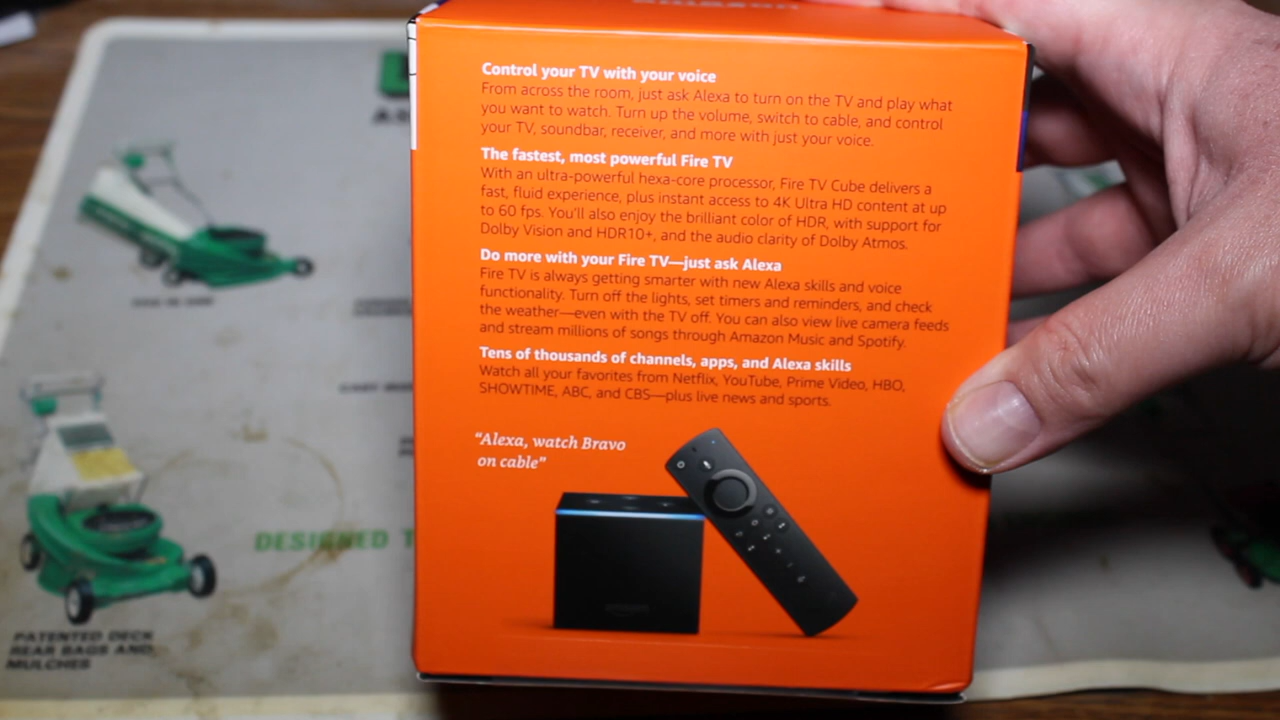 Control your TV with your voice
From across the room, just ask Alexa to turn on the TV and play what
you want to watch. Turn up the volume, switch to cable, and control
your TV, soundbar, receiver, and more with just your voice.
The fastest, most powerful Fire TV
With an ultra-powerful hexa-core processor, Fire TV Cube delivers a
fast, fluid experience, plus instant access to 4K Ultra HD content at up
to 60 fps. You'll also enjoy the brilliant color of HDR, with support for
Dolby Vision and HDR10+, and the audio clarity of Dolby Atmos.
Do more with your Fire TV—just ask Alexa
Fire TV is always getting smarter with new Alexa skills and voice
functionality. Turn off the lights, set timers and reminders, and check
the weather—even with the TV off. You can also view live camera feeds
and stream millions of songs through Amazon Music and Spotify.
Tens of thousands of channels, apps, and Alexa skills
Watch all your favorites from Netflix, YouTube, Prime Video, HBO,
SHOWTIME, ABC, and CBS—plus live news and sports.
"Alexa, watch Bravo
on cable"
amazon
DESIGNED T
PATENTED DECK
REAR BAGS AND
MULCHES